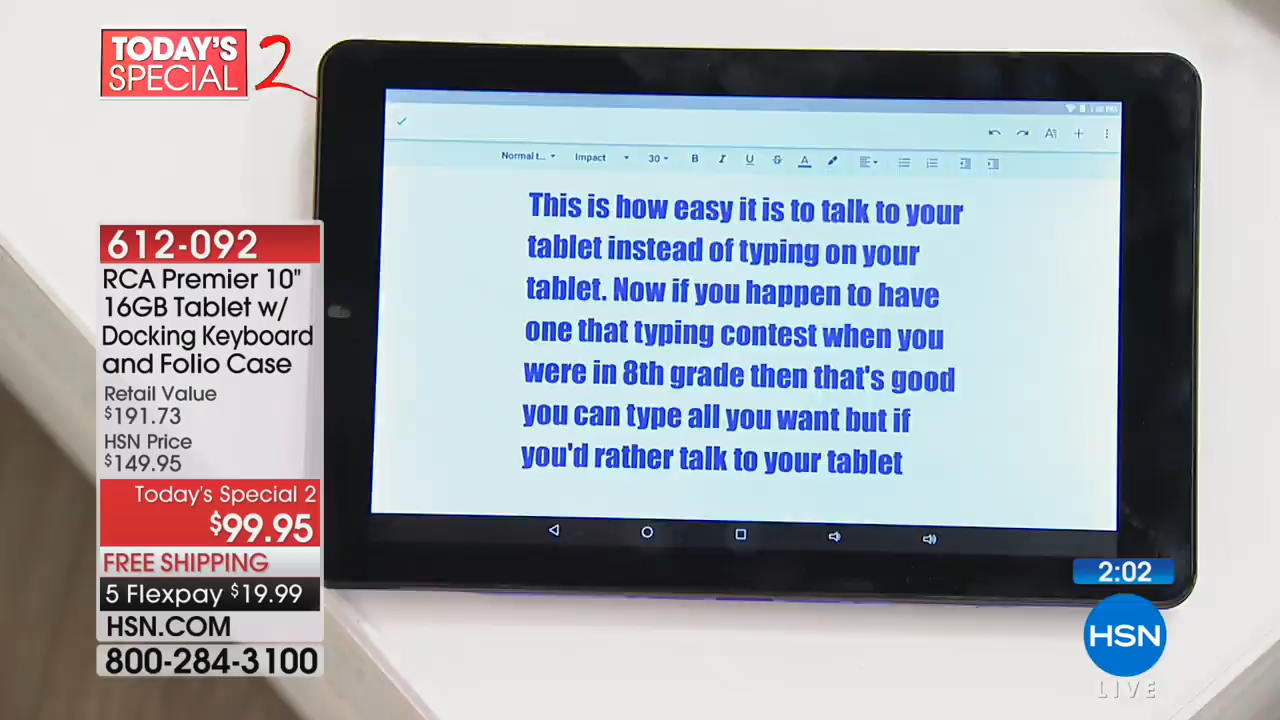 TODAY'S
SPECIAL 2
612-092
RCA Premier 10"
16GB Tablet w/
Docking Keyboard
and Folio Case
Retail Value
$191.73
HSN Price
$149.95
Today's Special 2
$99.95
FREE SHIPPING
5 Flexpay $19.99
HSN.COM
800-284-3100
Normal t...
Impact
30
B I U S A
This is how easy it is to talk to your
tablet instead of typing on your
tablet. Now if you happen to have
one that typing contest when you
were in 8th grade then that's good
you can type all you want but if
you'd rather talk to your tablet
2:02
HSN
LIVE